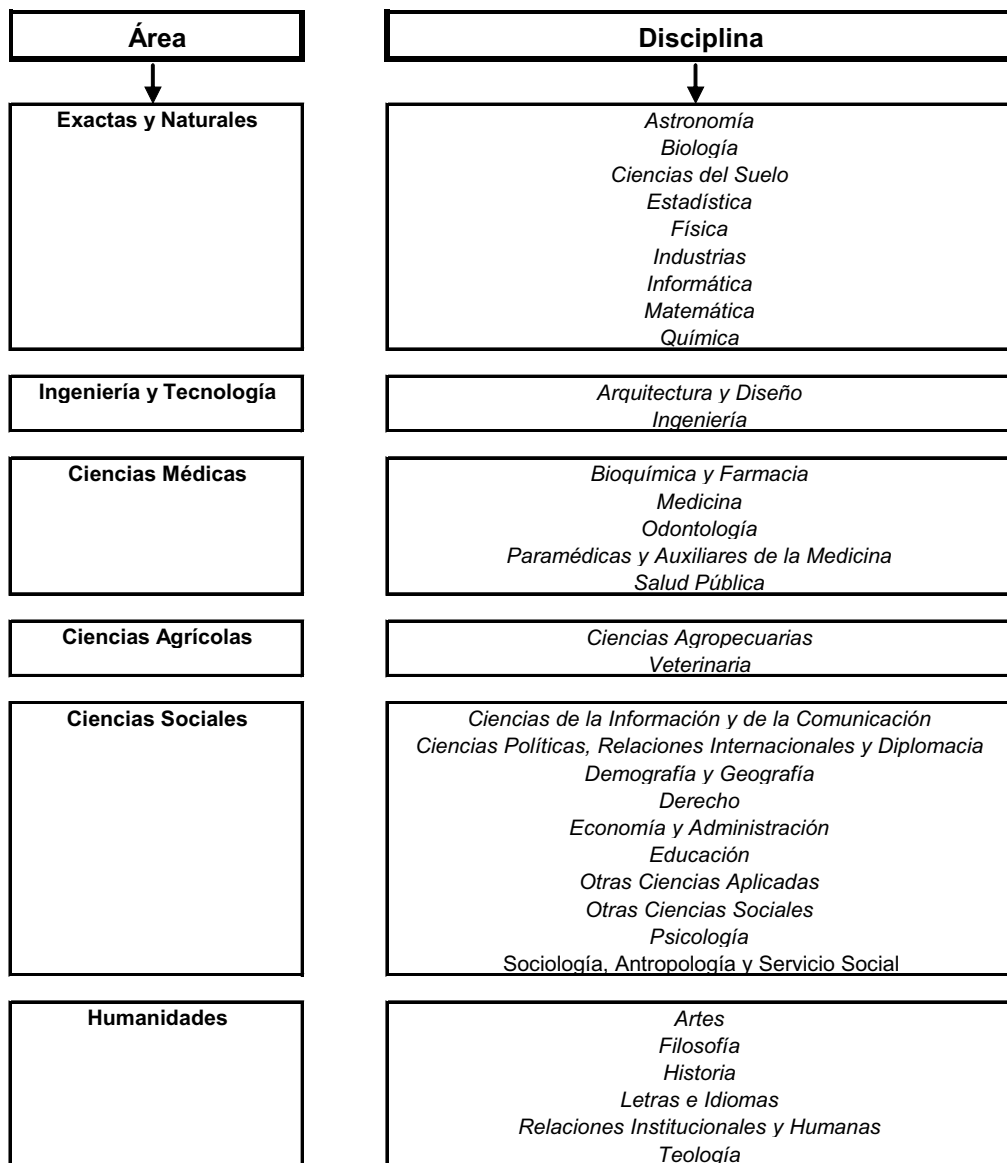 Área
Disciplina
Exactas y Naturales
Astronomía
Biología
Ciencias del Suelo
Estadística
Física
Industrias
Informática
Matemática
Química
Ingeniería y Tecnología
Arquitectura y Diseño
Ingeniería
Ciencias Médicas
Bioquímica y Farmacia
Medicina
Odontología
Paramédicas y Auxiliares de la Medicina
Salud Pública
Ciencias Agrícolas
Ciencias Agropecuarias
Veterinaria
Ciencias Sociales
Ciencias de la Información y de la Comunicación
Ciencias Políticas, Relaciones Internacionales y Diplomacia
Demografía y Geografía
Derecho
Economía y Administración
Educación
Otras Ciencias Aplicadas
Otras Ciencias Sociales
Psicología
Sociología, Antropología y Servicio Social
Humanidades
Artes
Filosofía
Historia
Letras e Idiomas
Relaciones Institucionales y Humanas
Teología